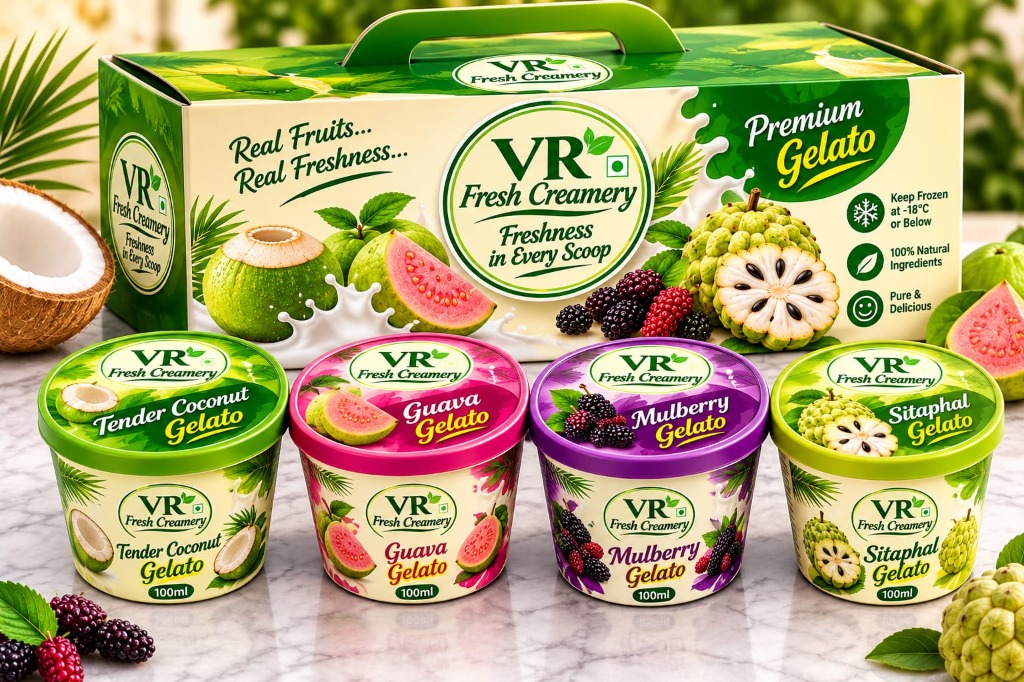 VR
Fresh Creamery
Real Fruits...
Real Freshness...
VR
Fresh Creamery
Freshness
in Every Scoop
Premium
Gelato
Keep Frozen
at -18°C
or Below
100% Natural
Ingredients
Pure &
Delicious
VR
Fresh Creamery
Freshness
in Every Scoop
VR
Fresh Creamery
Tender Coconut
Gelato
VR
Fresh Creamery
Tender Coconut
Gelato
100ml
VR
Fresh Creamery
Guava
Gelato
VR
Fresh Creamery
Guava
Gelato
100ml
VR
Fresh Creamery
Mulberry
Gelato
VR
Fresh Creamery
Mulberry
Gelato
100ml
VR
Fresh Creamery
Sitaphal
Gelato
VR
Fresh Creamery
Sitaphal
Gelato
100ml